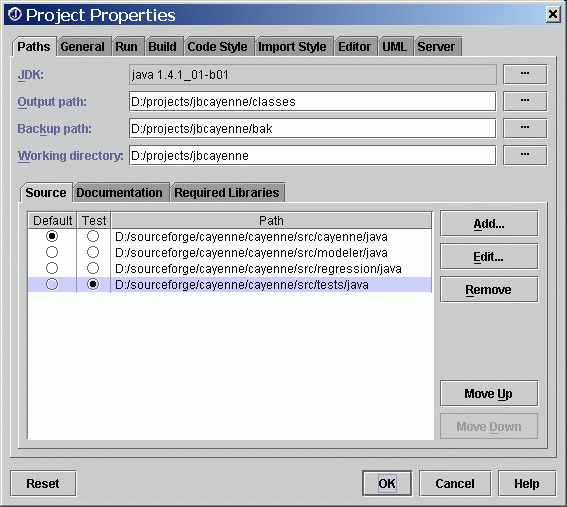 Project Properties
Paths General Run Build Code Style Import Style Editor UML Server
JDK: java 1.4.1_01-b01 ...
Output path: D:/projects/jbcayenne/classes ...
Backup path: D:/projects/jbcayenne/bak ...
Working directory: D:/projects/jbcayenne ...
Source Documentation Required Libraries
Default Test Path
D:/sourceforge/cayenne/cayenne/src/cayenne/java
D:/sourceforge/cayenne/cayenne/src/modeler/java
D:/sourceforge/cayenne/cayenne/src/regression/java
D:/sourceforge/cayenne/cayenne/src/tests/java
Add...
Edit...
Remove
Move Up
Move Down
Reset OK Cancel Help